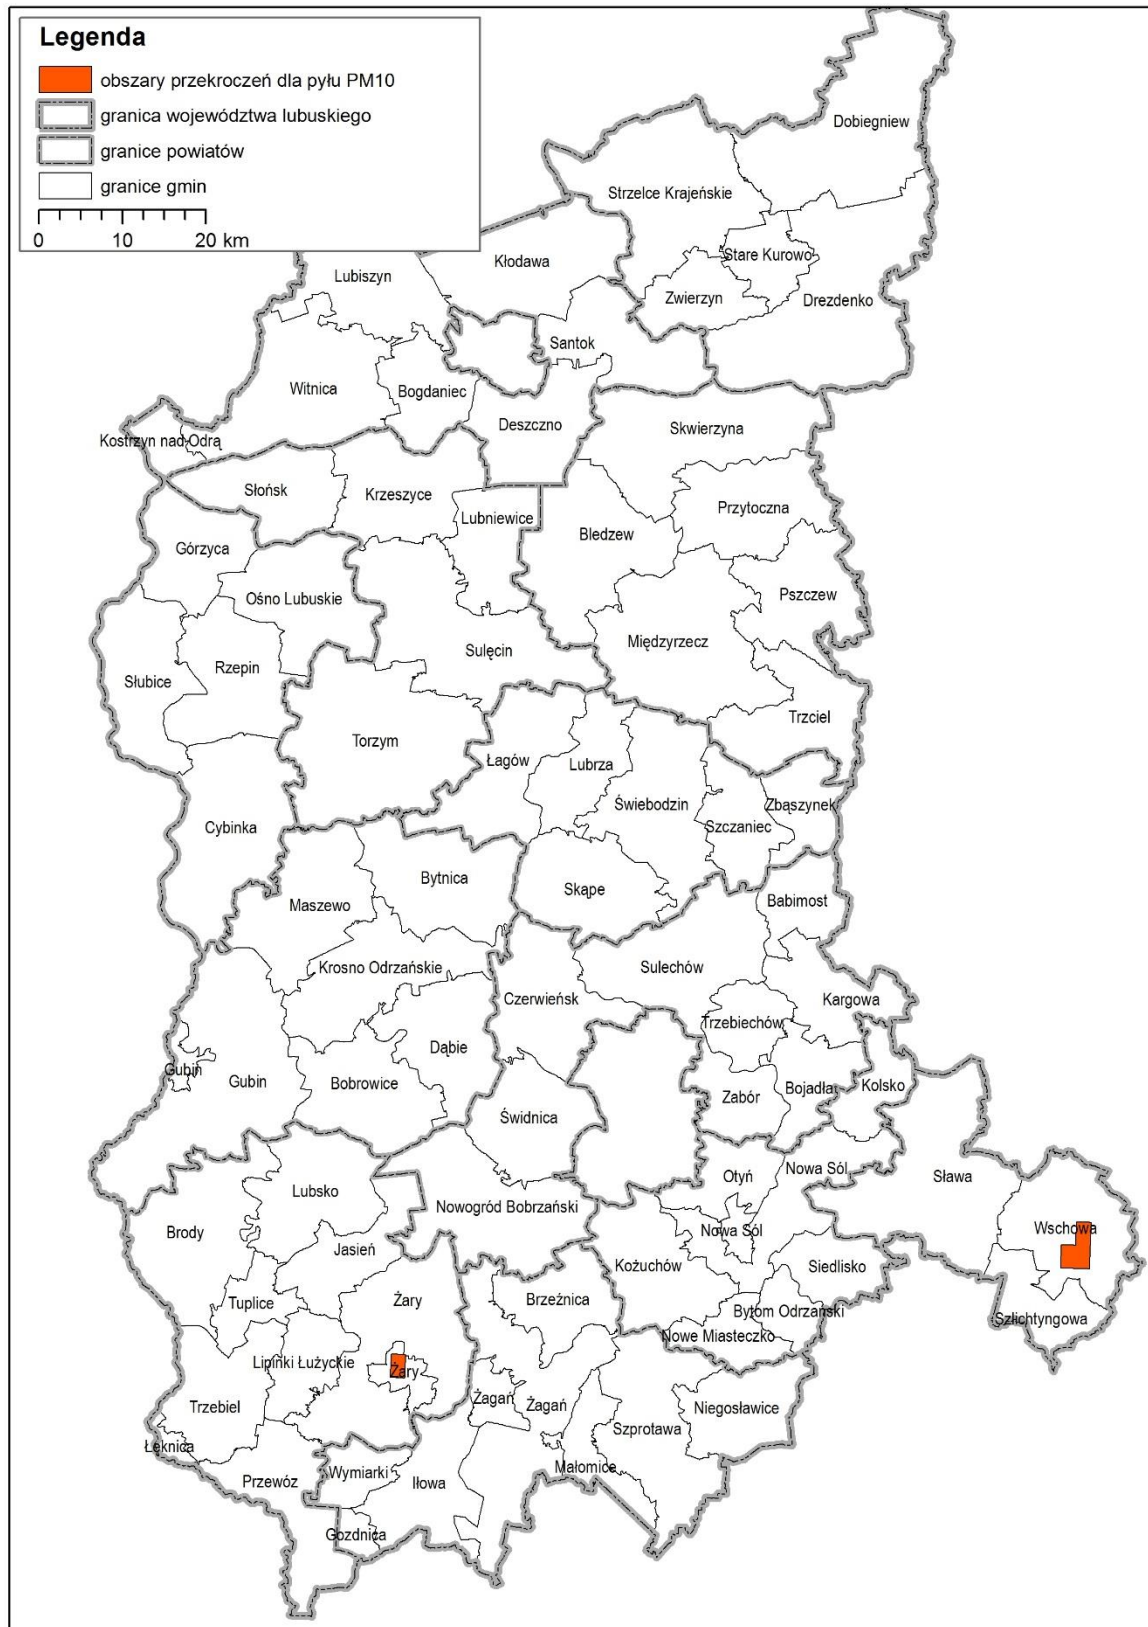 Legenda
obszary przekroczeń dla pyłu PM10
granica województwa lubuskiego
granice powiatów
granice gmin
0 10 20 km
Dobiegniew
Strzelce Krajeńskie
Stare Kurowo
Kłodawa
Lubiszyn
Zwierzyn
Drezdenko
Santok
Witnica
Bogdaniec
Deszczno
Skwierzyna
Kostrzyn nad Odrą
Słońsk
Krzeszyce
Przytoczna
Lubniewice
Bledzew
Górzyca
Pszczew
Ośno Lubuskie
Międzyrzecz
Sulęcin
Rzepin
Słubice
Trzciel
Torzym
Łagów
Lubrza
Świebodzin
Zbąszynek
Cybinka
Szczaniec
Bytnica
Skąpe
Babimost
Maszewo
Krosno Odrzańskie
Sulechów
Czerwieńsk
Kargowa
Trzebiechów
Dąbie
Gubin
Gubin
Bobrowice
Bojadła
Kolsko
Zabór
Świdnica
Nowa Sól
Otyń
Sława
Lubsko
Nowogród Bobrzański
Wschowa
Nowa Sól
Brody
Jasień
Kożuchów
Siedlisko
Brzeźnica
Żary
Tuplice
Bytom Odrzański
Szlichtyngowa
Nowe Miasteczko
Lipinki Łużyckie
Żary
Żagań
Żagań
Trzebiel
Niegosławice
Szprotawa
Łęknica
Małomice
Wymiarki
Przewóz
Iłowa
Gozdnica